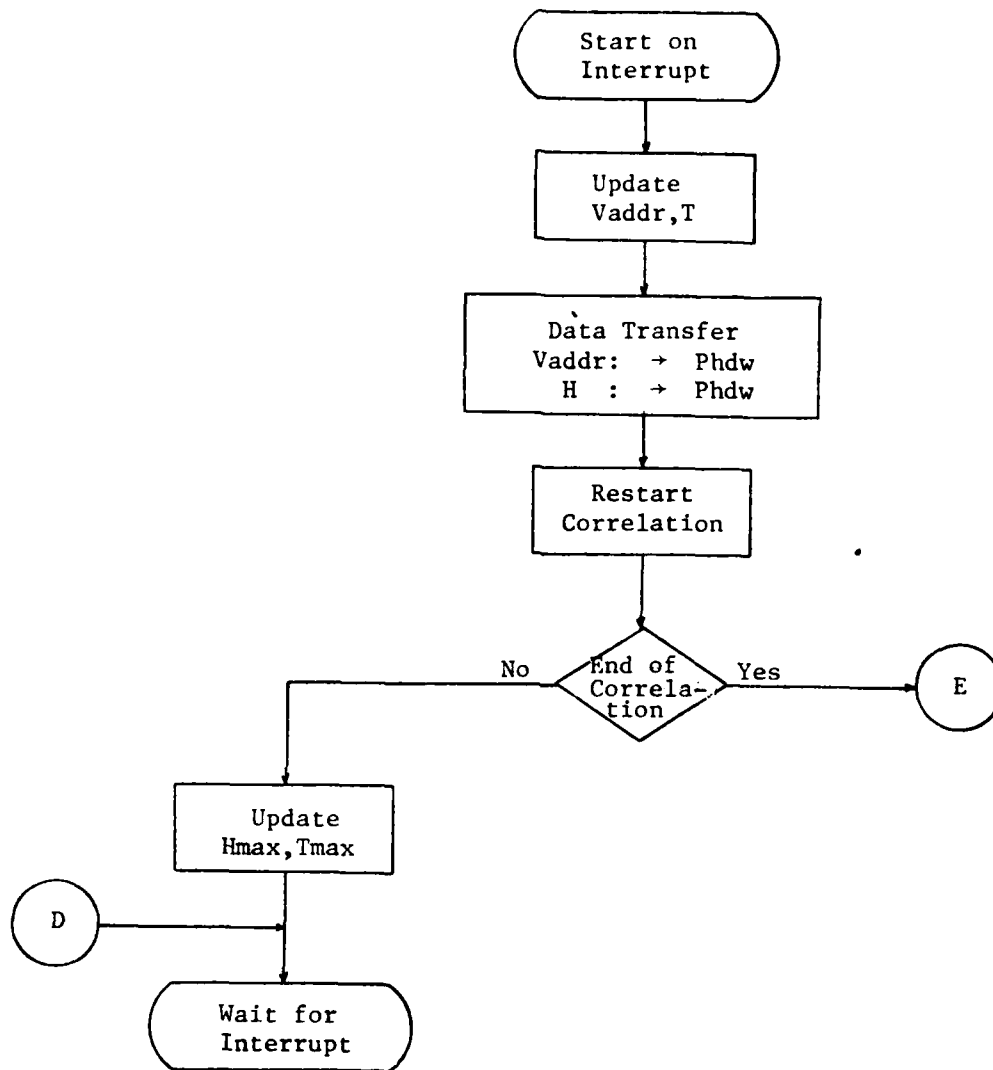 Start on
Interrupt
Update
Vaddr,T
Data Transfer
Vaddr: → Phdw
H : → Phdw
Restart
Correlation
No
End of
Correla-
tion
Yes
E
Update
Hmax,Tmax
D
Wait for
Interrupt